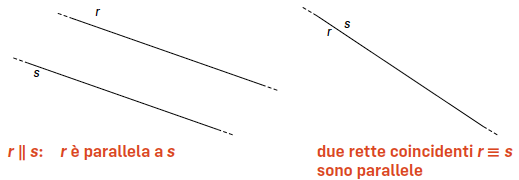 r
s
r ∥ s: r è parallela a s
s
r
due rette coincidenti r ≡ s
sono parallele